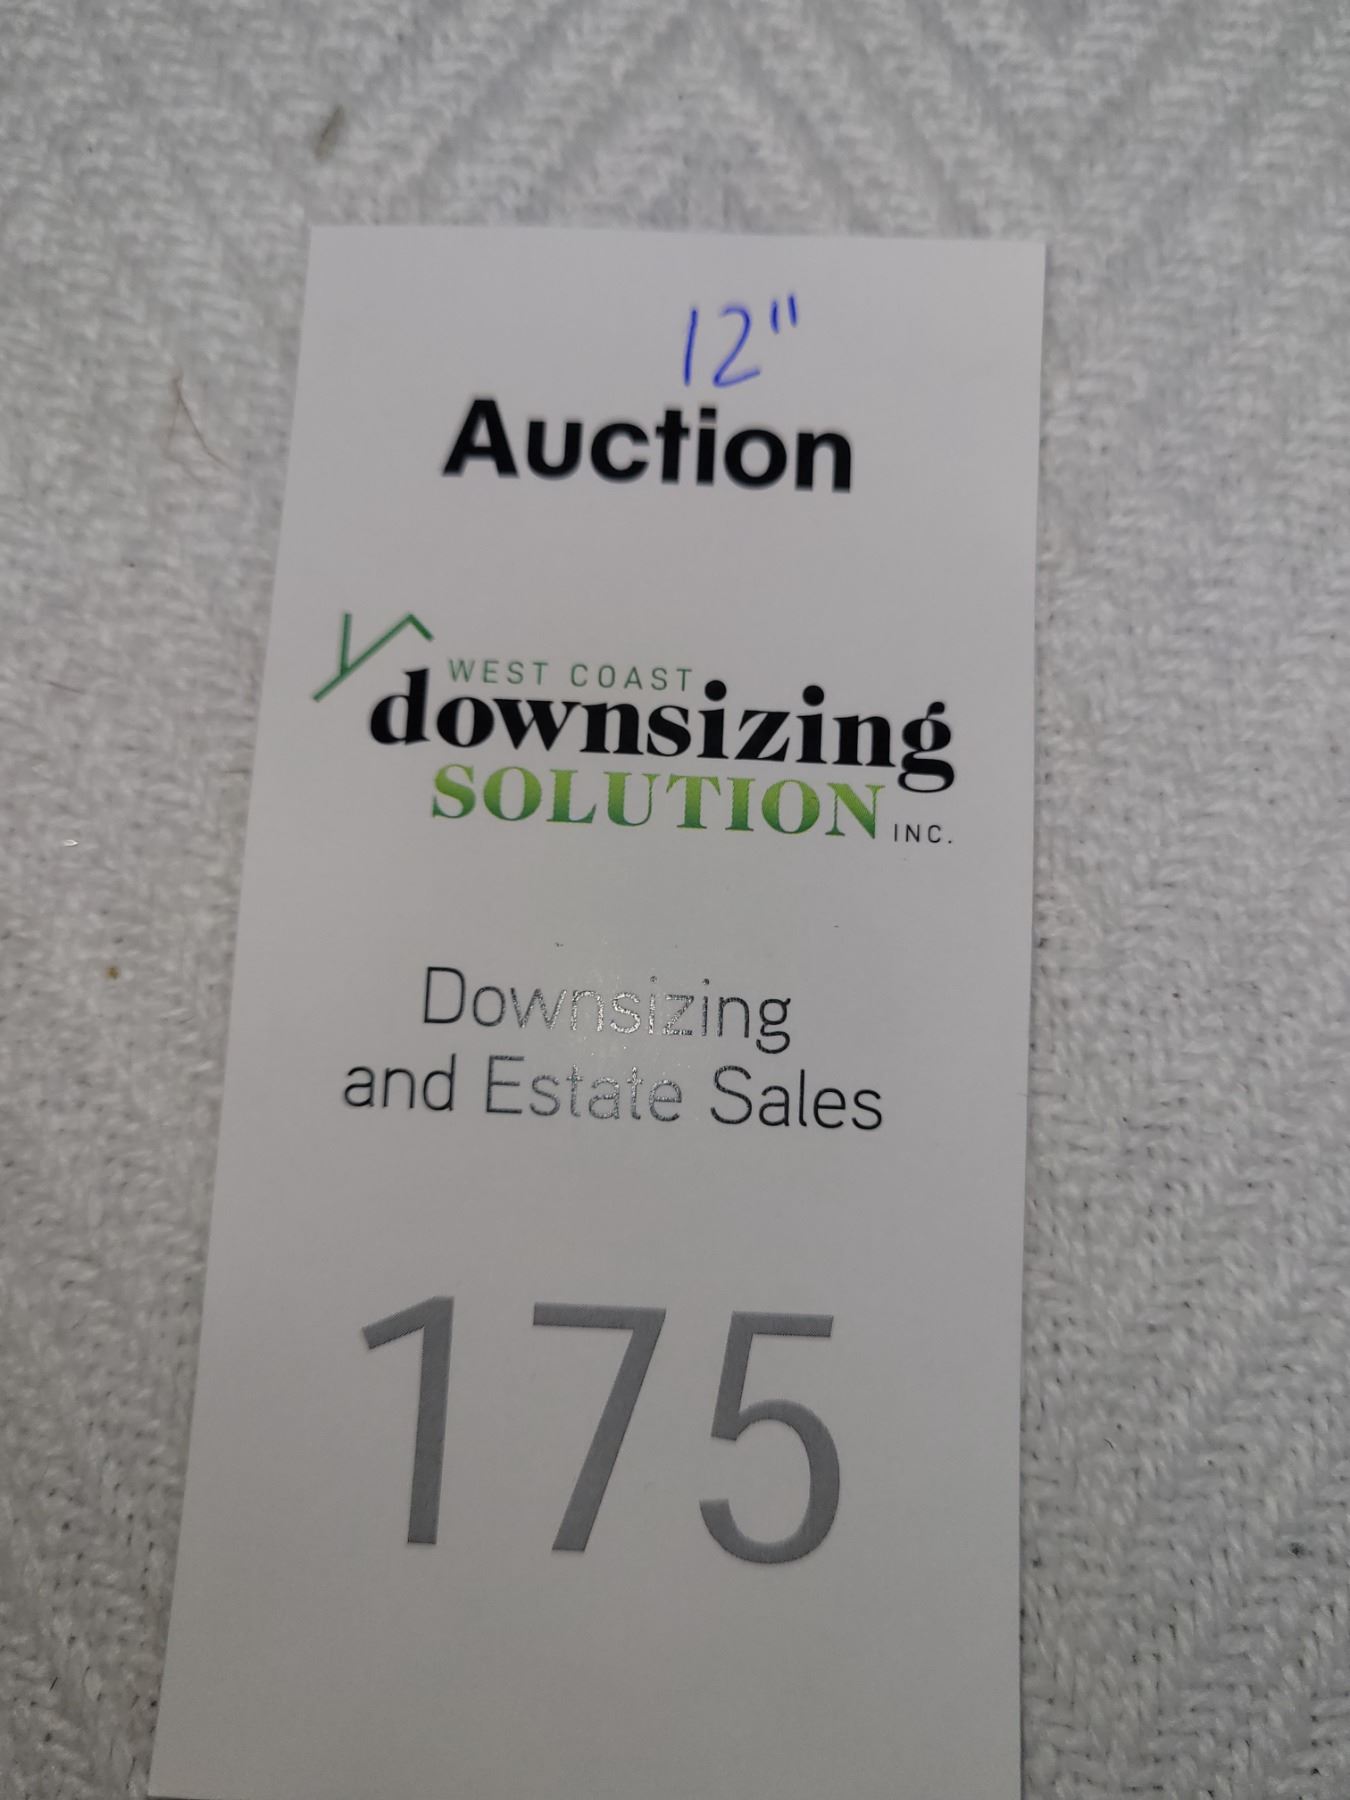 12"
Auction
WEST COAST
downsizing
SOLUTION INC.
Downsizing
and Estate Sales
175